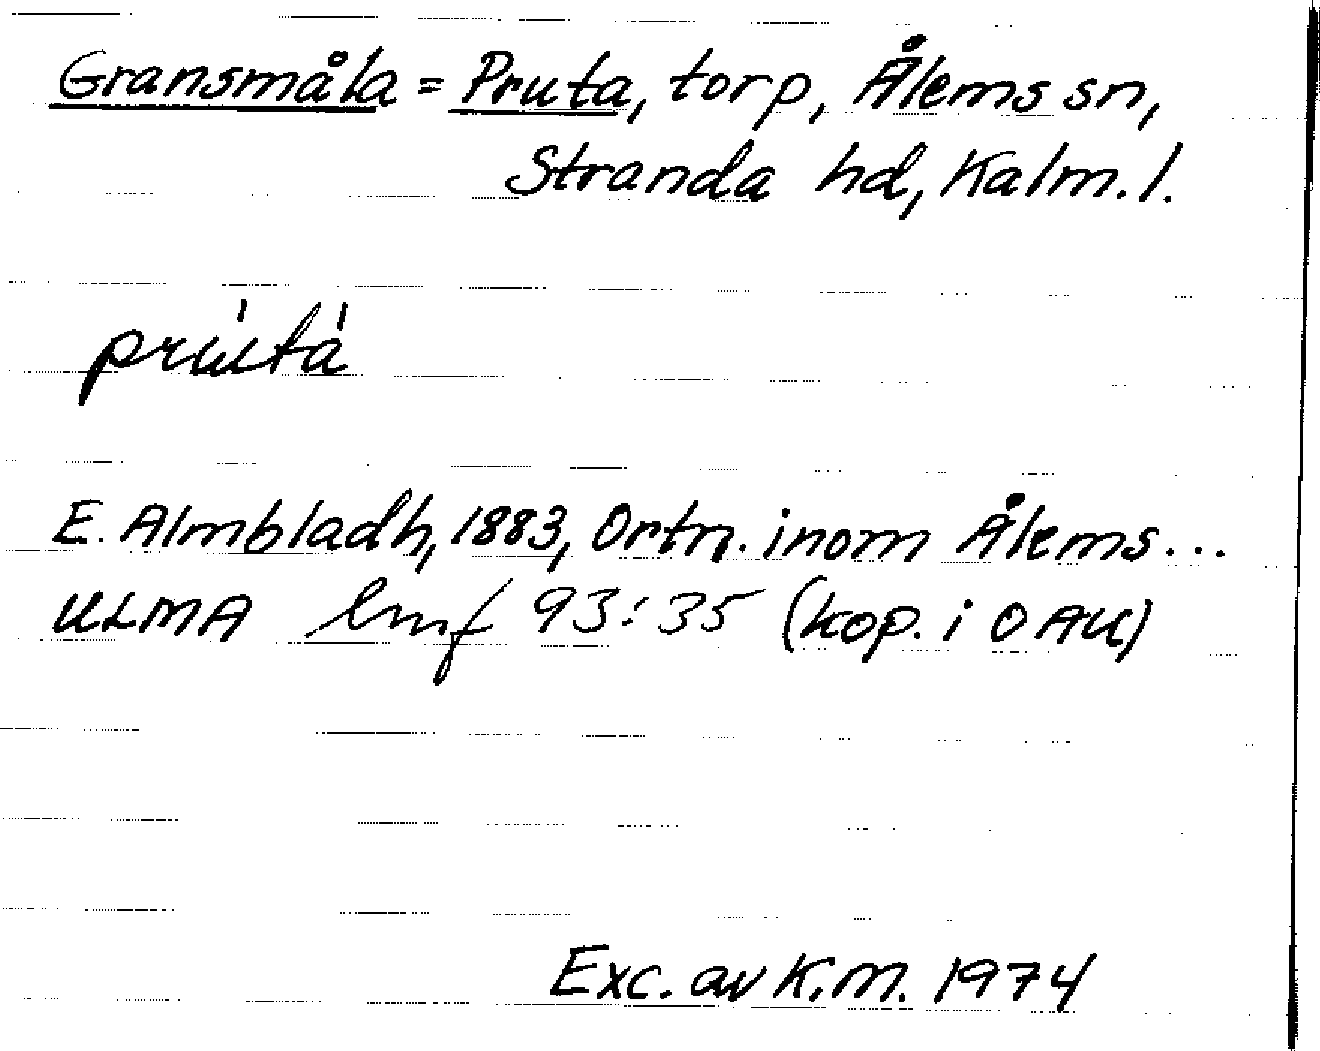 Gransmåla = Pruta, torp, Ålems sn,
Stranda hd, Kalm. l.
prútá
E. Almbladh, 1883, Ortn. inom Ålems...
ULMA lmf 93:35 (kop. i OAU)
Exc. av K.M. 1974